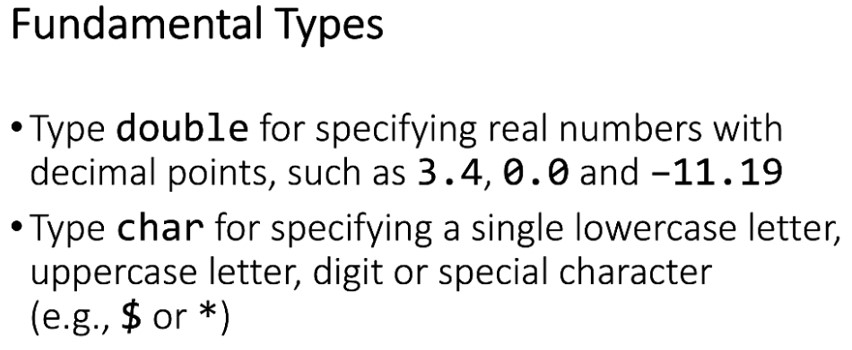 Fundamental Types
•Type double for specifying real numbers with
decimal points, such as 3.4, 0.0 and –11.19
•Type char for specifying a single lowercase letter,
uppercase letter, digit or special character
(e.g., $ or *)